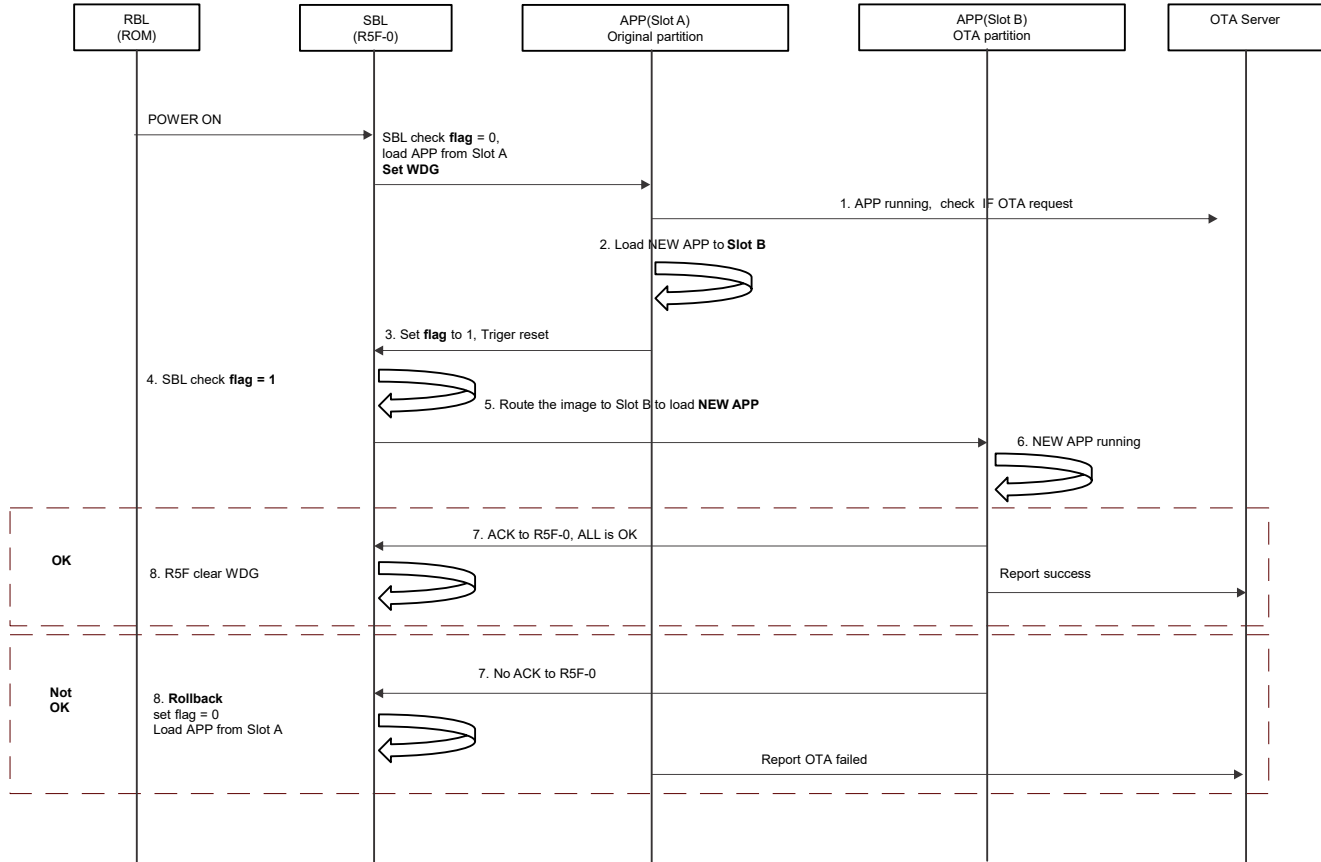 RBL
(ROM)
SBL
(R5F-0)
APP(Slot A)
Original partition
APP(Slot B)
OTA partition
OTA Server
POWER ON
SBL check flag = 0,
load APP from Slot A
Set WDG
1. APP running, check IF OTA request
2. Load NEW APP to Slot B
3. Set flag to 1, Triger reset
4. SBL check flag = 1
5. Route the image to Slot B to load NEW APP
6. NEW APP running
OK
7. ACK to R5F-0, ALL is OK
8. R5F clear WDG
Report success
Not
OK
7. No ACK to R5F-0
8. Rollback
set flag = 0
Load APP from Slot A
Report OTA failed